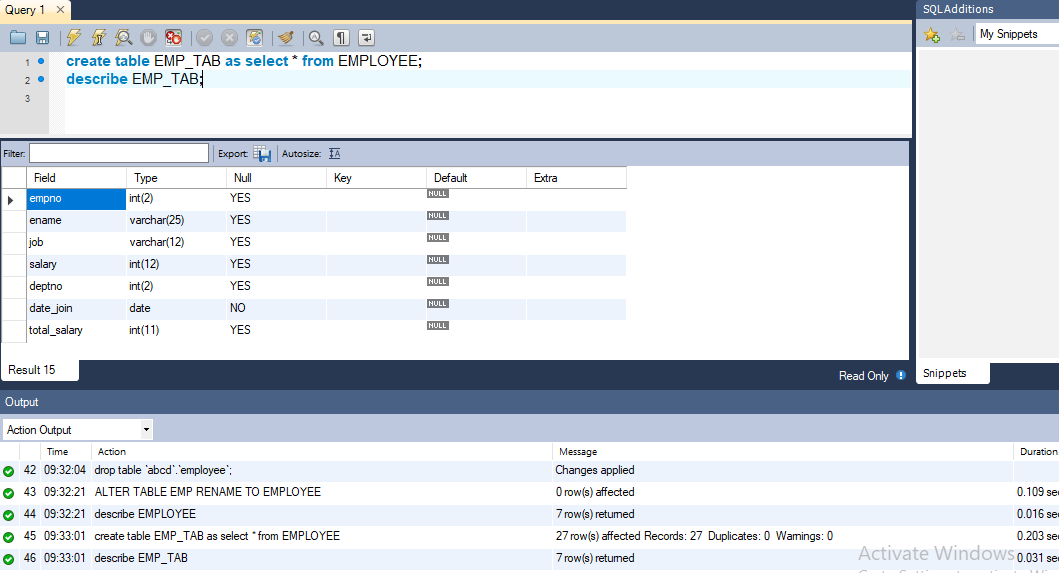 Query 1
SQLAdditions
My Snippets
1 create table EMP_TAB as select * from EMPLOYEE;
2 describe EMP_TAB;
3
Filter: Export: Autosize:
Field Type Null Key Default Extra
empno int(2) YES NULL
ename varchar(25) YES NULL
job varchar(12) YES NULL
salary int(12) YES NULL
deptno int(2) YES NULL
date_join date NO NULL
total_salary int(11) YES NULL
Result 15
Read Only
Snippets
Output
Action Output
Time Action Message Duration
42 09:32:04 drop table `abcd`.`employee`; Changes applied
43 09:32:21 ALTER TABLE EMP RENAME TO EMPLOYEE 0 row(s) affected 0.109 sec
44 09:32:21 describe EMPLOYEE 7 row(s) returned 0.016 sec
45 09:33:01 create table EMP_TAB as select * from EMPLOYEE 27 row(s) affected Records: 27 Duplicates: 0 Warnings: 0 0.203 sec
46 09:33:01 describe EMP_TAB 7 row(s) returned 0.031 sec
Activate Windows